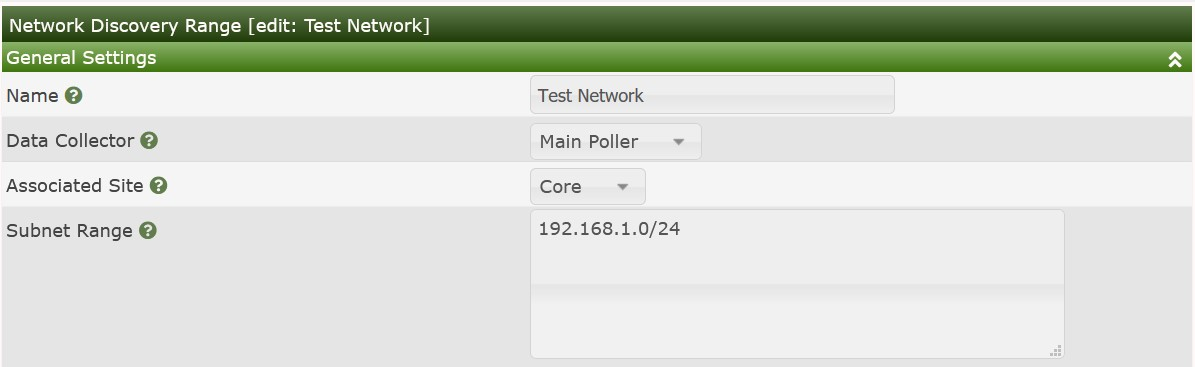 Network Discovery Range [edit: Test Network]
General Settings
Name
Test Network
Data Collector
Main Poller
Associated Site
Core
Subnet Range
192.168.1.0/24